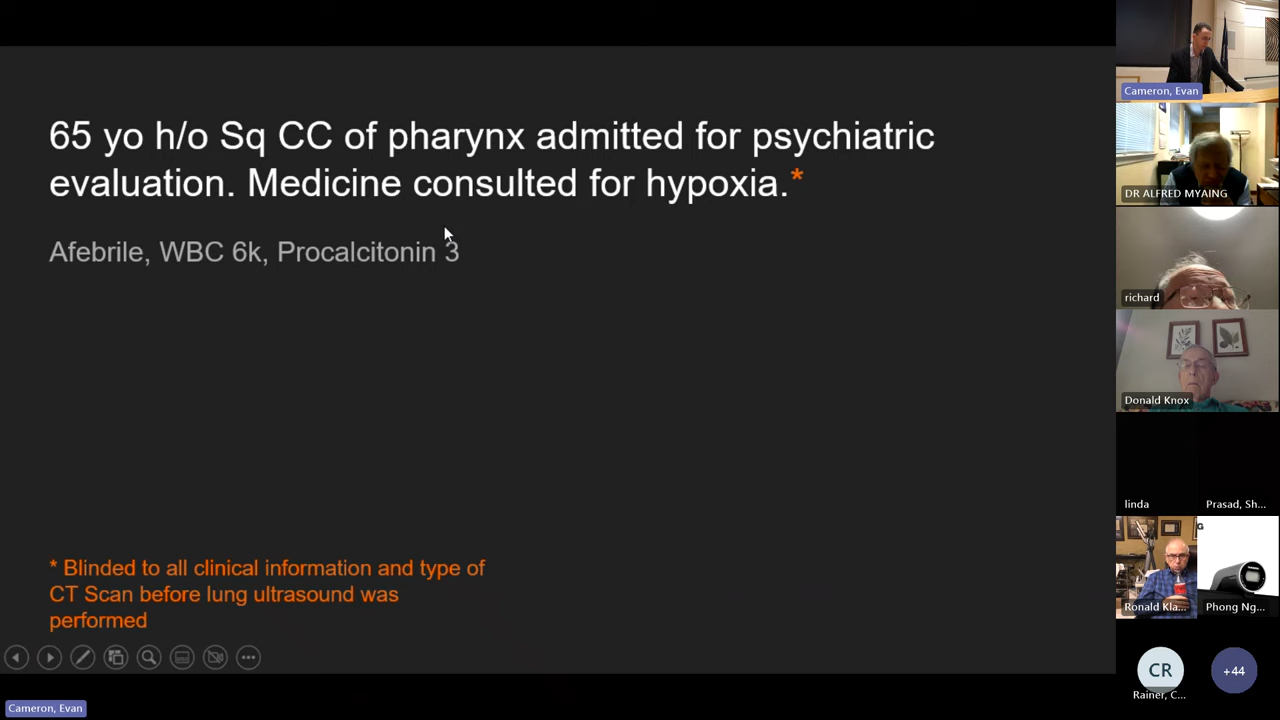 65 yo h/o Sq CC of pharynx admitted for psychiatric
evaluation. Medicine consulted for hypoxia.*
Afebrile, WBC 6k, Procalcitonin 3
* Blinded to all clinical information and type of
CT Scan before lung ultrasound was
performed
Cameron, Evan
Cameron, Evan
DR ALFRED MYAING
richard
Donald Knox
linda
Prasad, Sh...
G
Ronald Kla...
Phong Ng...
CR
Rainer, C...
+44